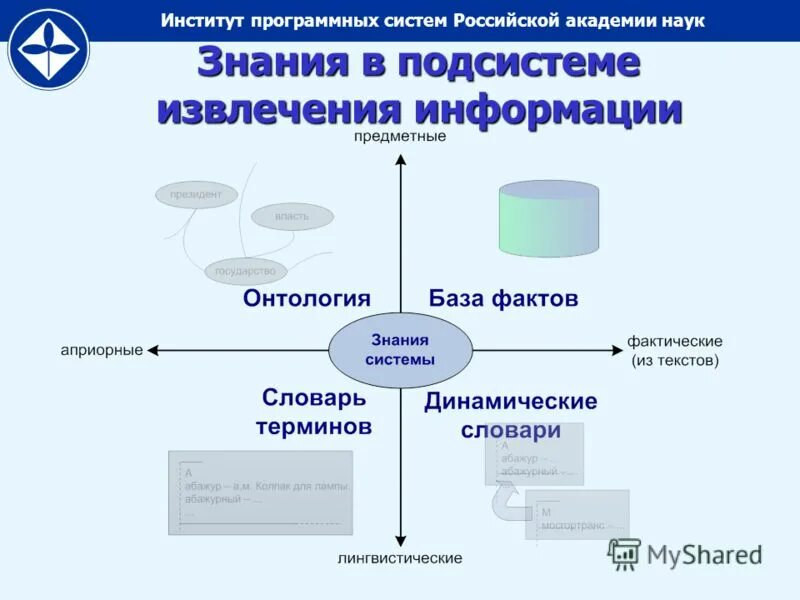 Институт программных систем Российской академии наук
Знания в подсистеме
извлечения информации
предметные
президент
власть
государство
Онтология
База фактов
Знания
системы
априорные
фактические
(из текстов)
Словарь
терминов
Динамические
словари
А
абажур – а,м. Колпак для лампы
абажурный – ...
...
А
абажур – ...
абажурный – ...
М
мосгортранс – ...
лингвистические
MyShared